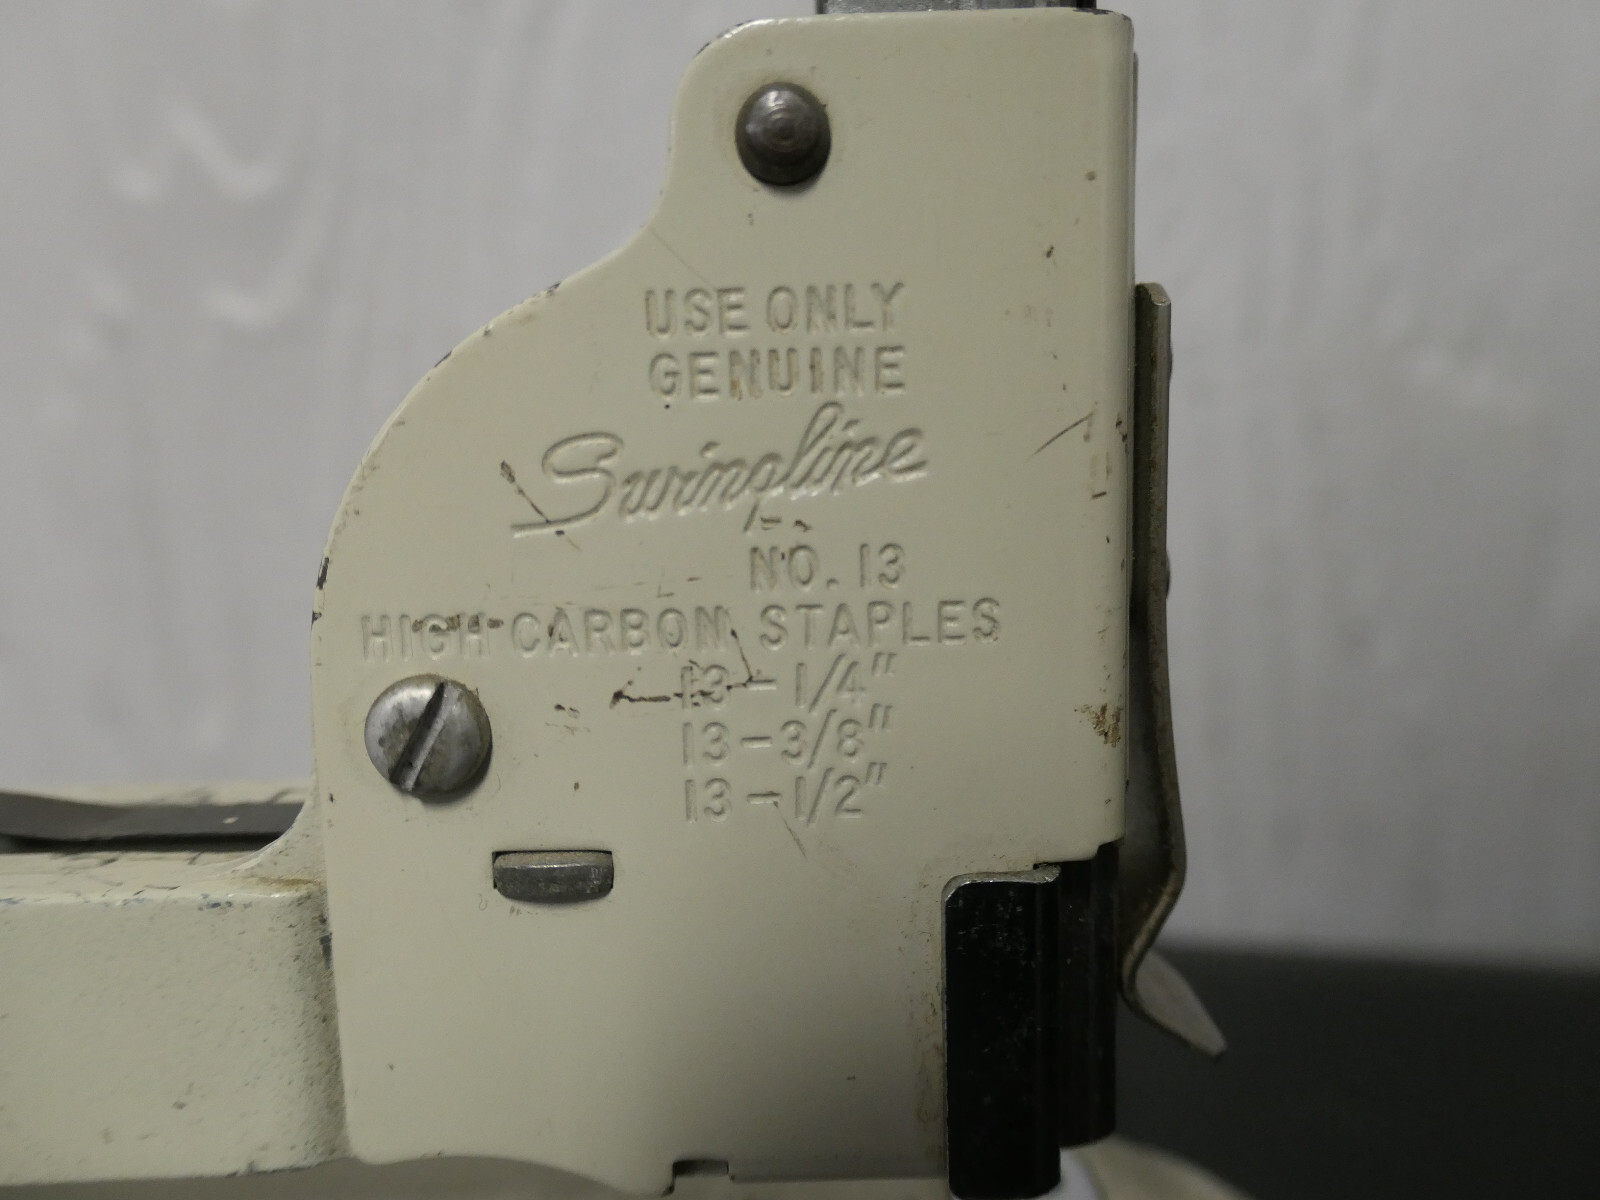 USE ONLY
GENUINE
Swingline
NO. 13
HIGH-CARBON STAPLES
13-1/4"
13-3/8"
13-1/2"